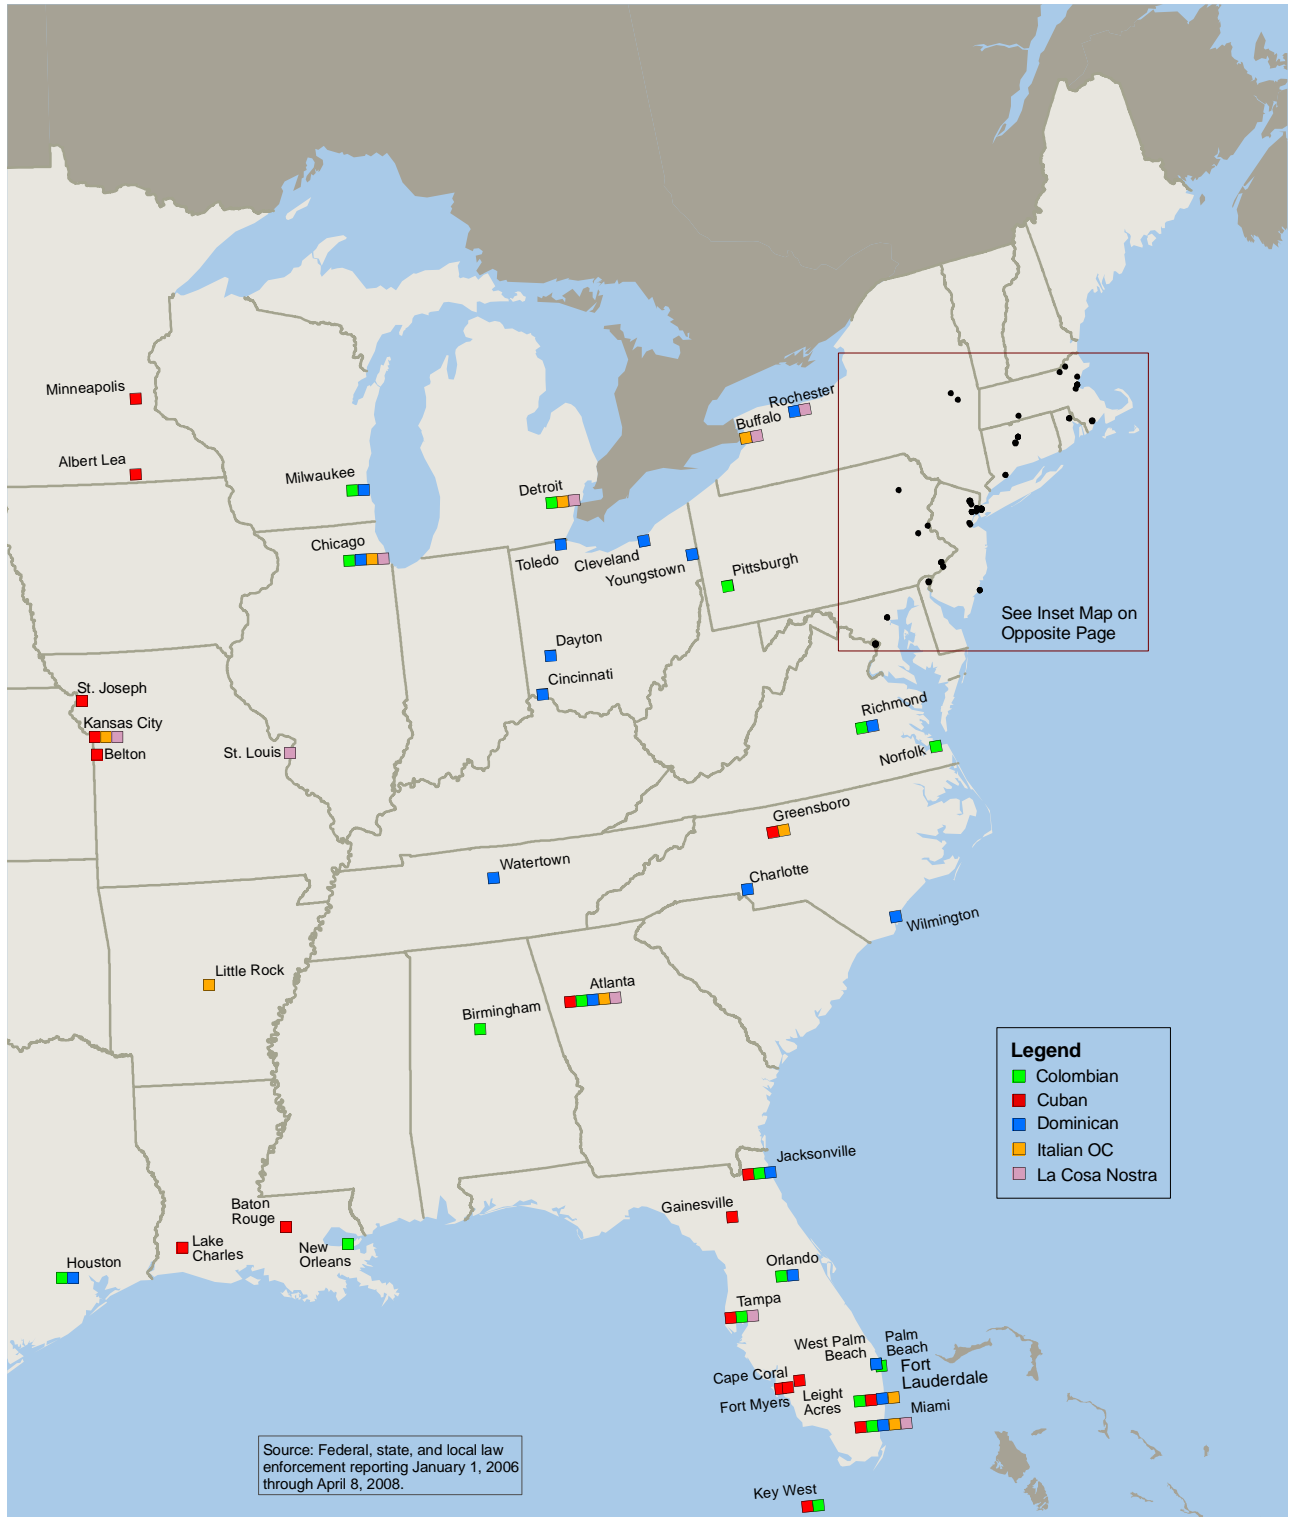 Minneapolis
Albert Lea
Milwaukee
Chicago
Detroit
Buffalo
Rochester
Toledo
Cleveland
Youngstown
Pittsburgh
Dayton
Cincinnati
See Inset Map on
Opposite Page
St. Joseph
Kansas City
Belton
St. Louis
Richmond
Norfolk
Greensboro
Charlotte
Wilmington
Watertown
Little Rock
Atlanta
Birmingham
Legend
Colombian
Cuban
Dominican
Italian OC
La Cosa Nostra
Jacksonville
Gainesville
Baton
Rouge
Lake
Charles
New
Orleans
Houston
Orlando
Tampa
West Palm
Beach
Palm
Beach
Fort
Lauderdale
Cape Coral
Fort Myers
Leight
Acres
Miami
Key West
Source: Federal, state, and local law
enforcement reporting January 1, 2006
through April 8, 2008.